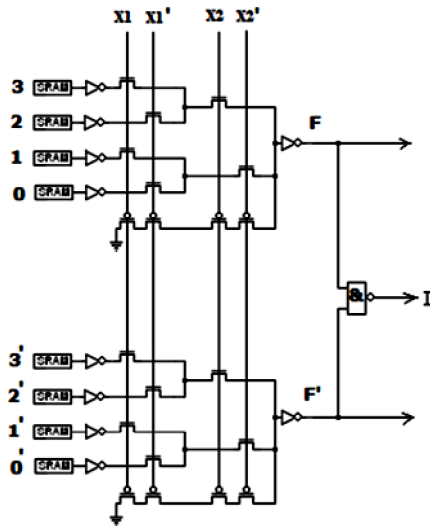 X1 X1' X2 X2'
3 SRAM
2 SRAM
1 SRAM
0 SRAM
F
& I
3' SRAM
2' SRAM
1' SRAM
0' SRAM
F'